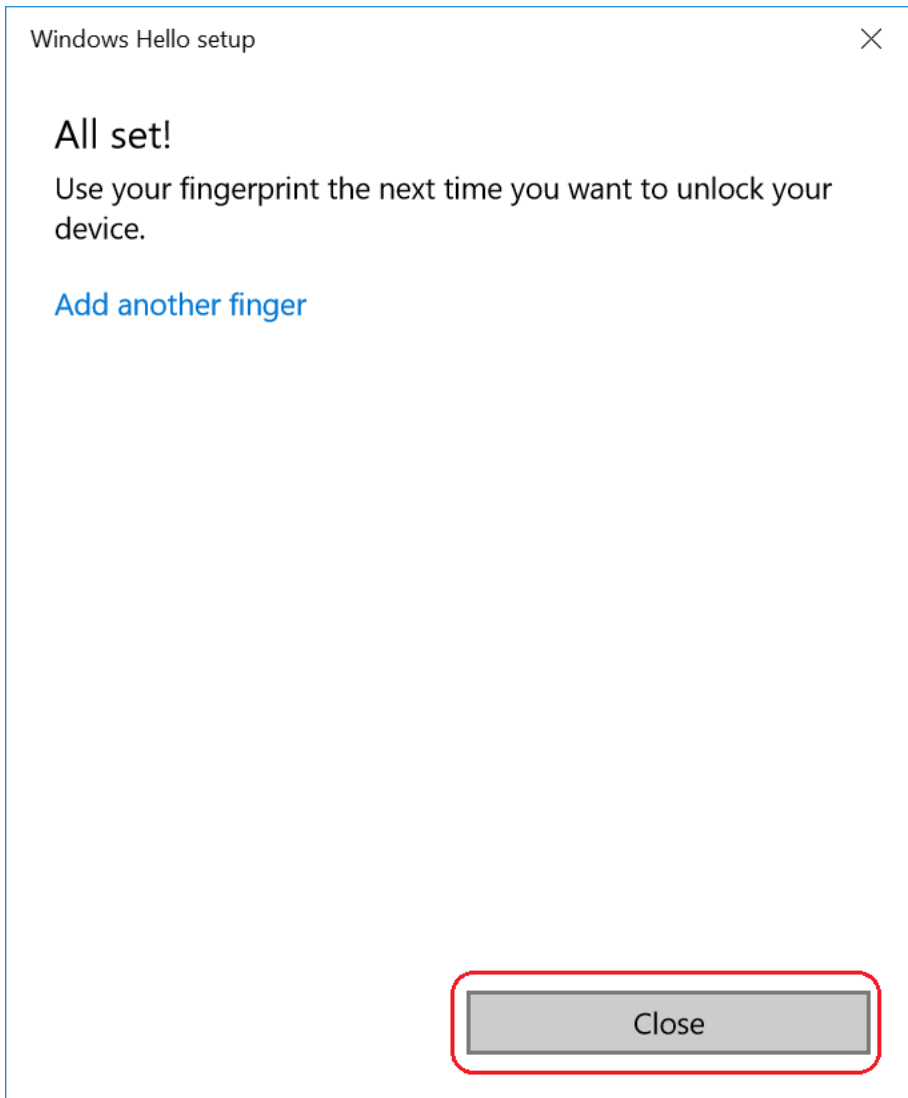 Windows Hello setup
All set!
Use your fingerprint the next time you want to unlock your
device.
Add another finger
Close